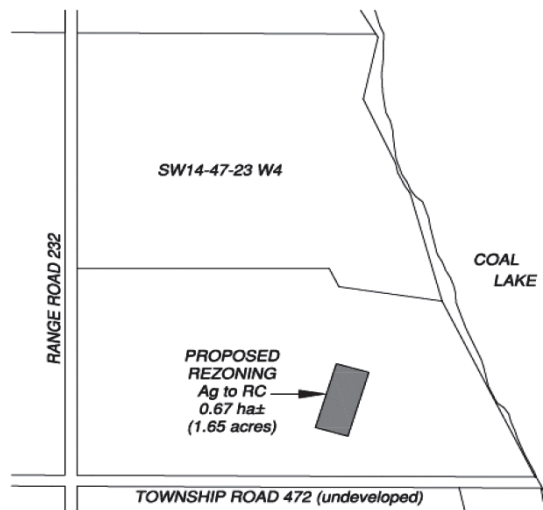 SW14-47-23 W4
RANGE ROAD 232
COAL
LAKE
PROPOSED
REZONING
Ag to RC
0.67 ha±
(1.65 acres)
TOWNSHIP ROAD 472 (undeveloped)